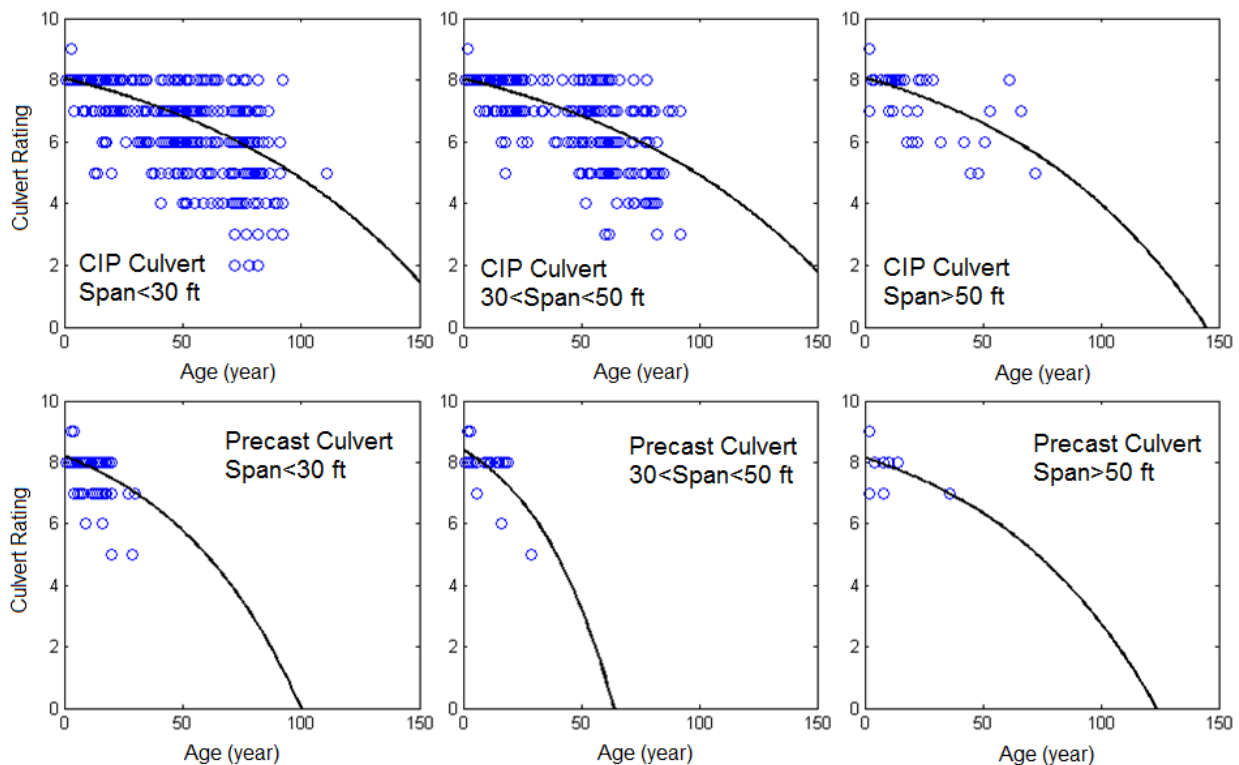 10
8
6
4
2
0
Culvert Rating
CIP Culvert
Span<30 ft
0 50 100 150
Age (year)
10
8
6
4
2
0
CIP Culvert
30<Span<50 ft
0 50 100 150
Age (year)
10
8
6
4
2
0
CIP Culvert
Span>50 ft
0 50 100 150
Age (year)
10
8
6
4
2
0
Culvert Rating
Precast Culvert
Span<30 ft
0 50 100 150
Age (year)
10
8
6
4
2
0
Precast Culvert
30<Span<50 ft
0 50 100 150
Age (year)
10
8
6
4
2
0
Precast Culvert
Span>50 ft
0 50 100 150
Age (year)